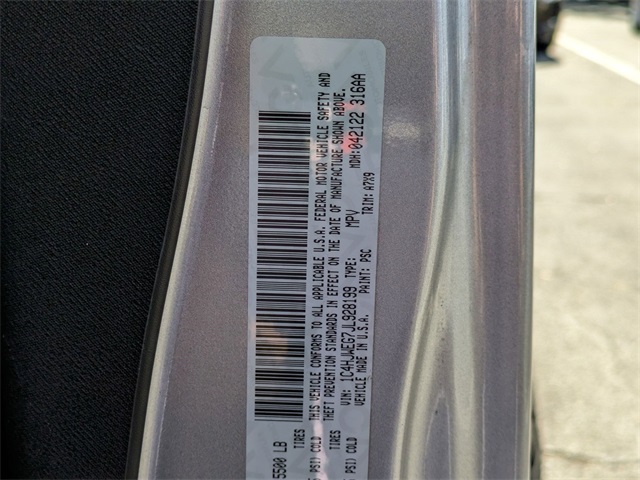 5500 LB
TIRES
PSI) COLD
TIRES
PSI) COLD
THIS VEHICLE CONFORMS TO ALL APPLICABLE U.S.A. FEDERAL MOTOR VEHICLE SAFETY AND
THEFT PREVENTION STANDARDS IN EFFECT ON THE DATE OF MANUFACTURE SHOWN ABOVE.
VIN: 1C4HJWEG7JL928199 TYPE: MPV MDH:042122 316AA
VEHICLE MADE IN U.S.A. PAINT: PSC TRIM: A7X9